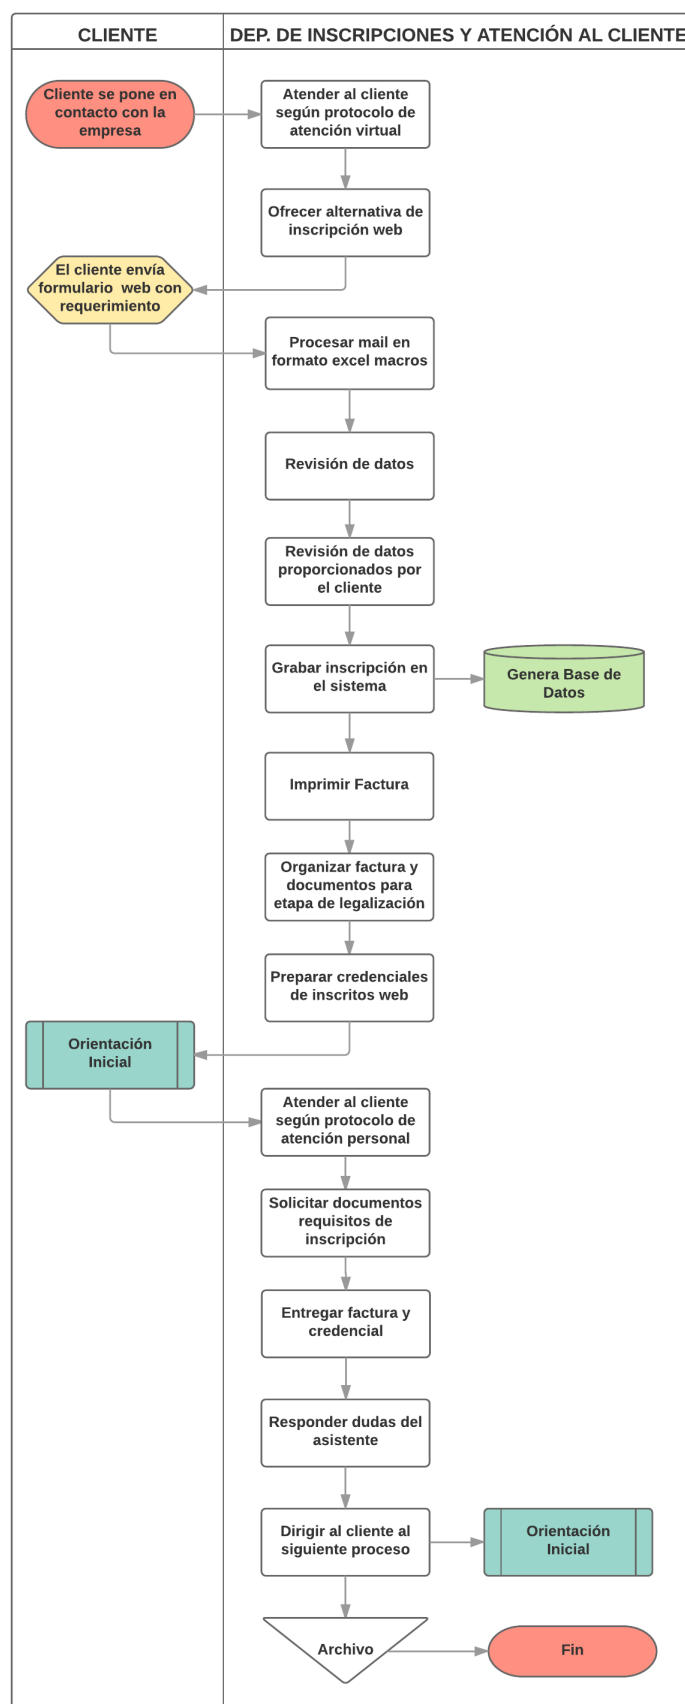 CLIENTE
DEP. DE INSCRIPCIONES Y ATENCIÓN AL CLIENTE
Cliente se pone en
contacto con la
empresa
Atender al cliente
según protocolo de
atención virtual
Ofrecer alternativa de
inscripción web
El cliente envía
formulario web con
requerimiento
Procesar mail en
formato excel macros
Revisión de datos
Revisión de datos
proporcionados por
el cliente
Grabar inscripción en
el sistema
Genera Base de
Datos
Imprimir Factura
Organizar factura y
documentos para
etapa de legalización
Preparar credenciales
de inscritos web
Orientación
Inicial
Atender al cliente
según protocolo de
atención personal
Solicitar documentos
requisitos de
inscripción
Entregar factura y
credencial
Responder dudas del
asistente
Dirigir al cliente al
siguiente proceso
Orientación
Inicial
Archivo
Fin